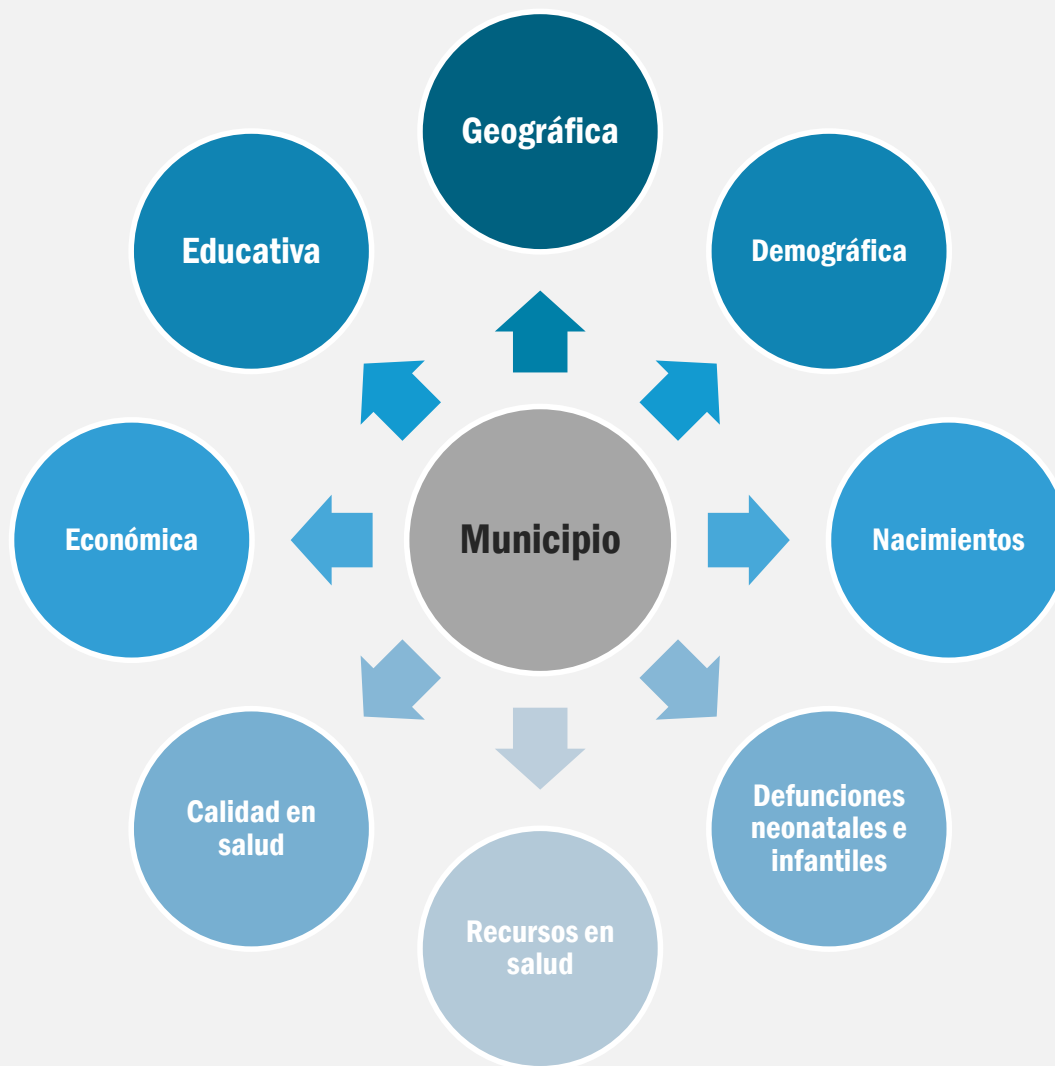 Geográfica
Educativa
Demográfica
Económica
Municipio
Nacimientos
Calidad en
salud
Defunciones
neonatales e
infantiles
Recursos en
salud